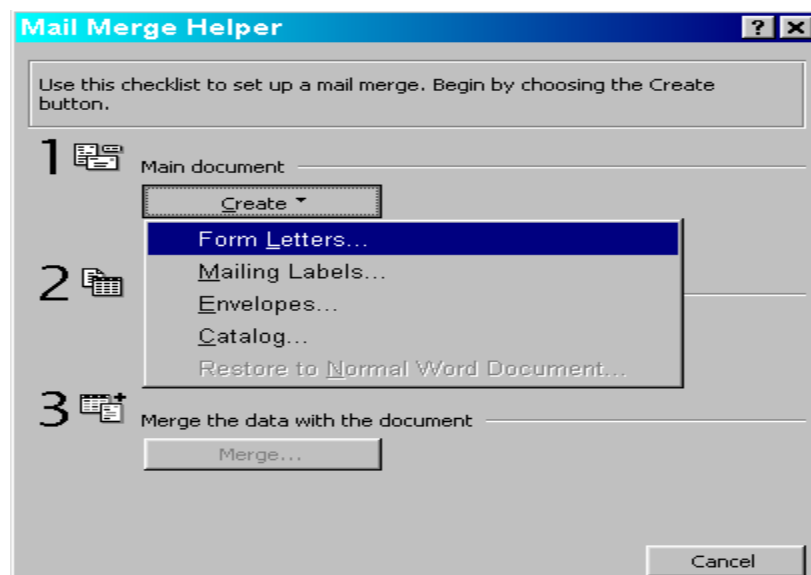 Mail Merge Helper
Use this checklist to set up a mail merge. Begin by choosing the Create
button.
1
Main document
Create
Form Letters...
Mailing Labels...
2
Envelopes...
Catalog...
Restore to Normal Word Document...
3
Merge the data with the document
Merge...
Cancel